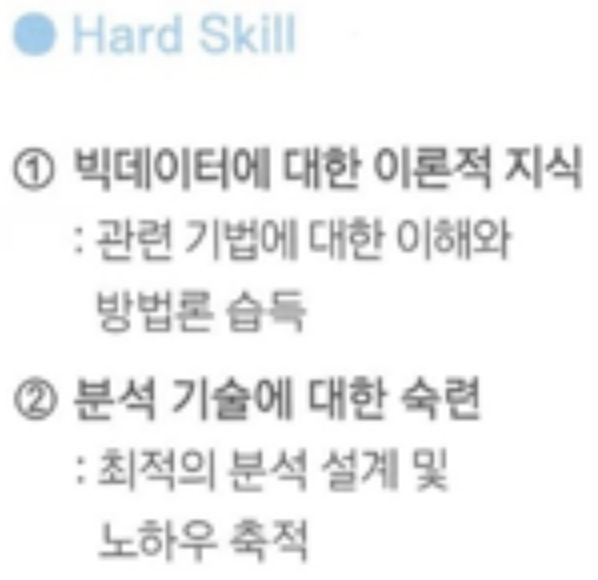 ● Hard Skill
① 빅데이터에 대한 이론적 지식
: 관련 기법에 대한 이해와
방법론 습득
② 분석 기술에 대한 숙련
: 최적의 분석 설계 및
노하우 축적